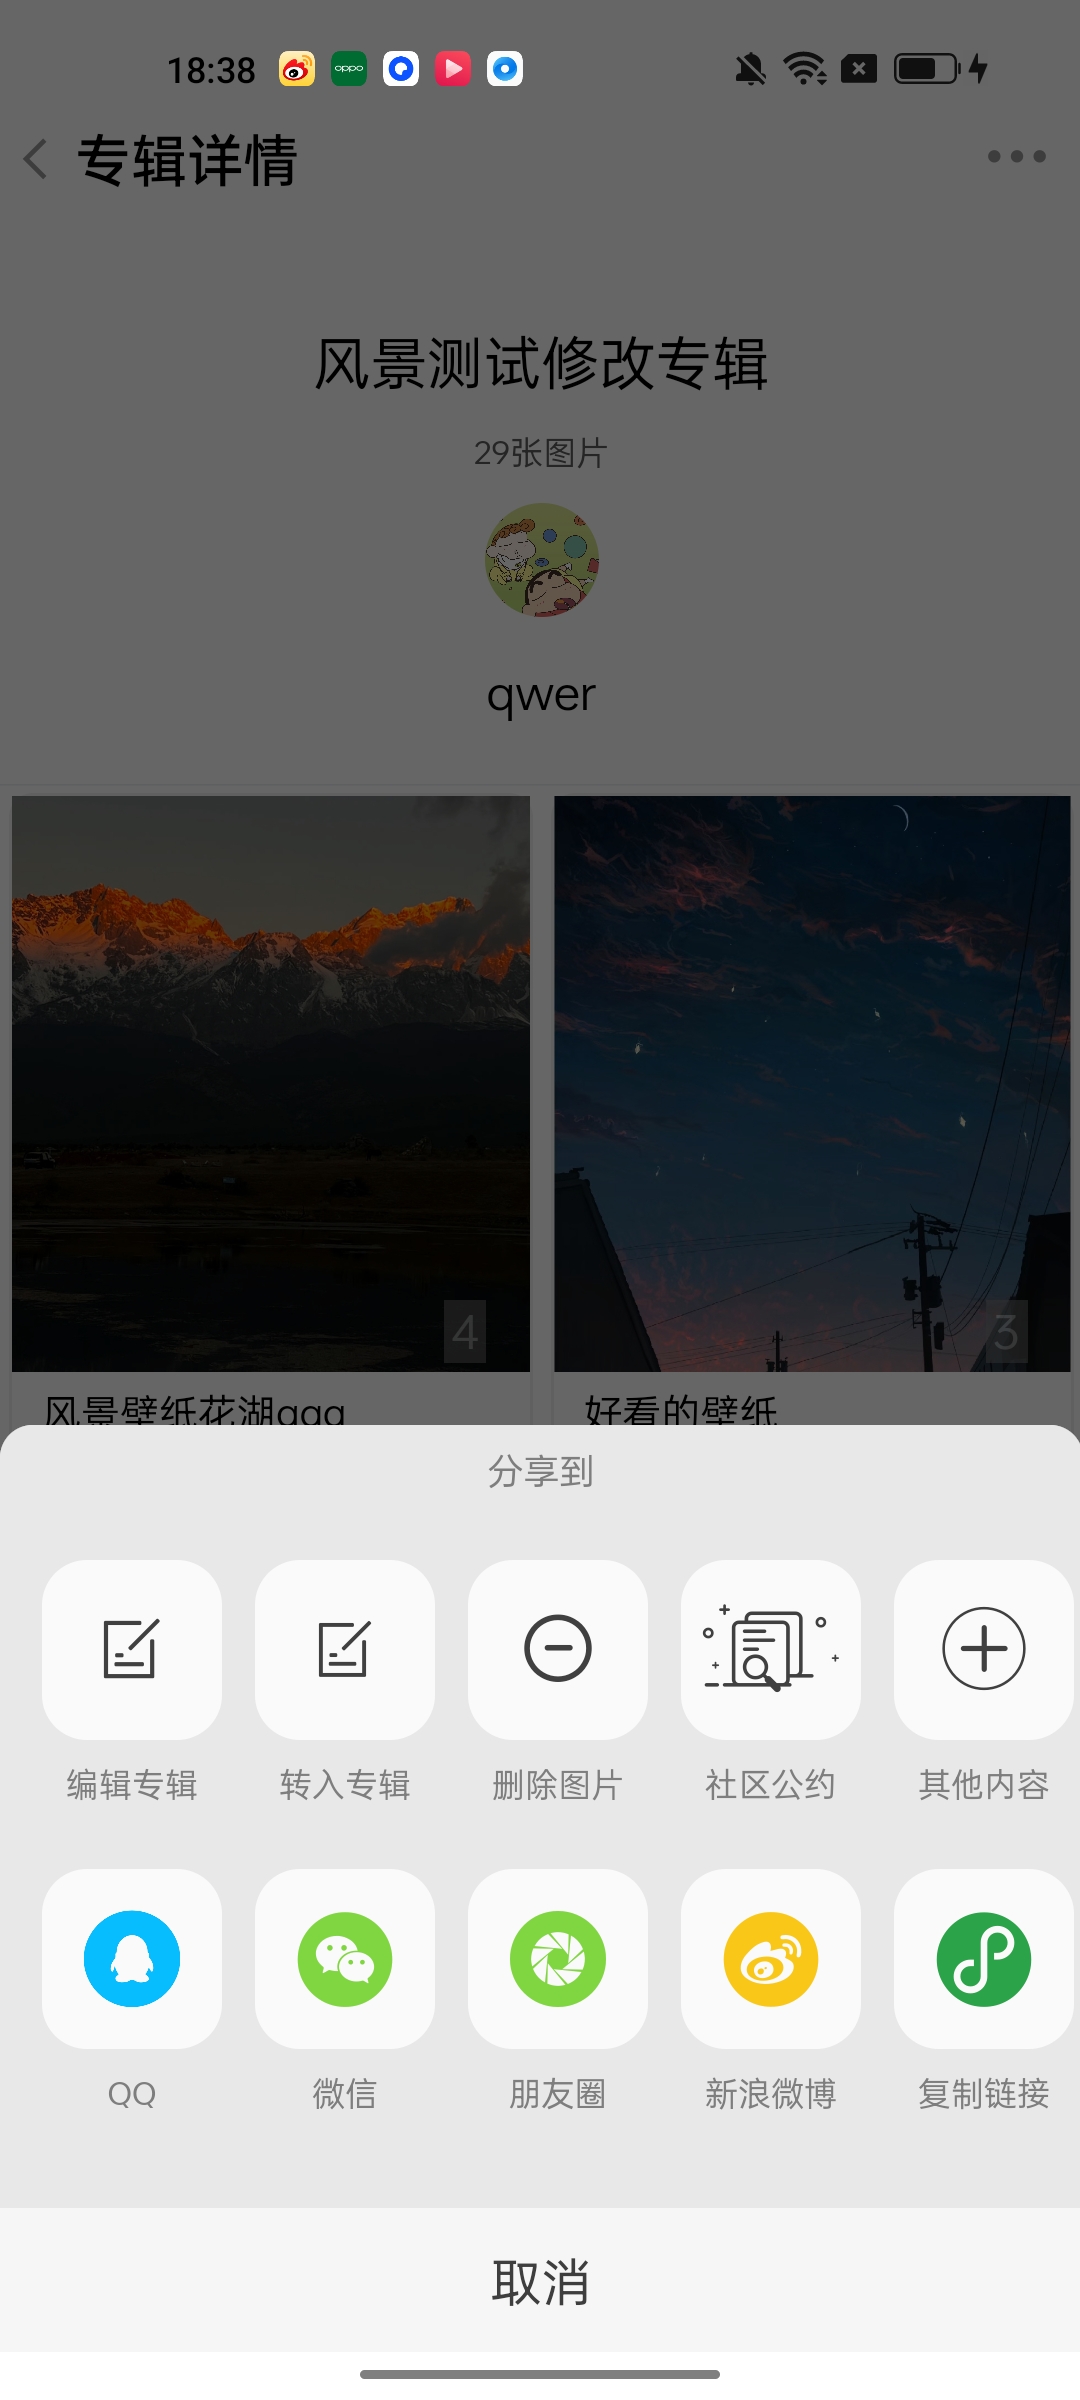 18:38
oppo
专辑详情
风景测试修改专辑
29张图片
qwer
4
3
风景壁纸花湖qqq
好看的壁纸
分享到
编辑专辑
转入专辑
删除图片
社区公约
其他内容
QQ
微信
朋友圈
新浪微博
复制链接
取消